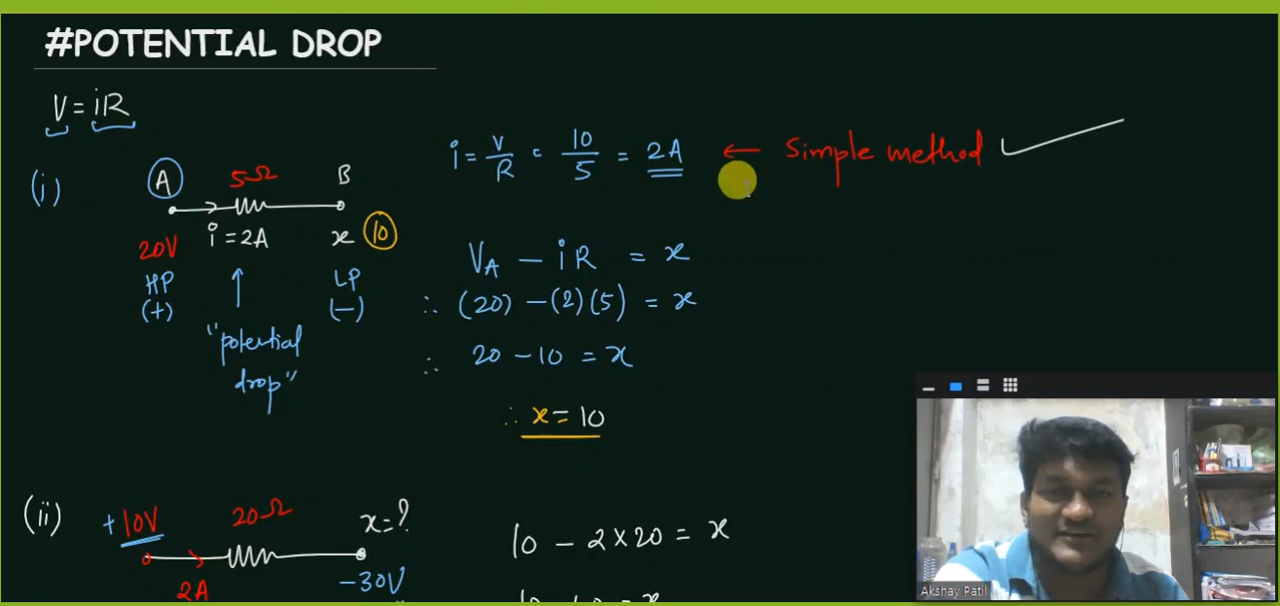 #POTENTIAL DROP
V = iR
(i)
A 5Ω B
20V i = 2A x 10
HP LP
(+) (−)
"potential
drop"
i = V/R = 10/5 = 2A ← Simple method
V_A − iR = x
∴ (20) − (2)(5) = x
∴ 20 − 10 = x
∴ x = 10
(ii)
+10V 20Ω x = ?
2A −30V
10 − 2×20 = x
Akshay Patil